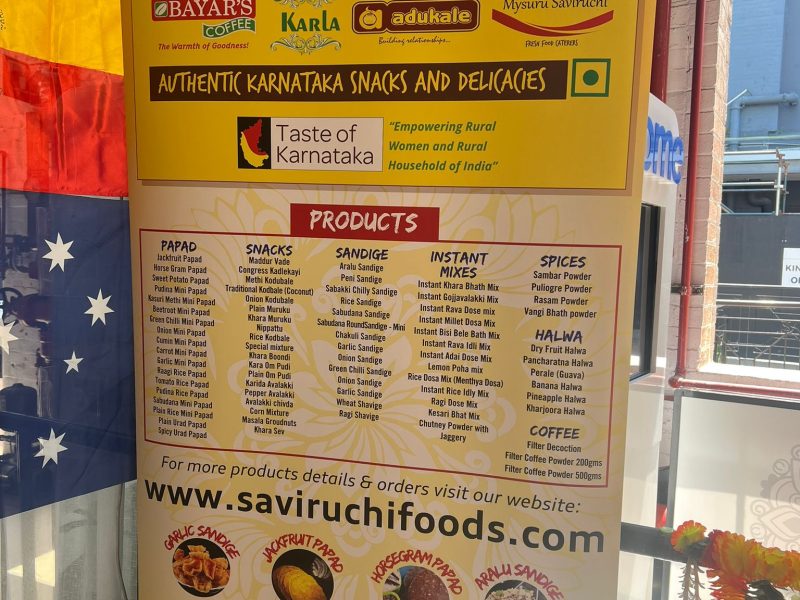 BAYAR'S
COFFEE
The Warmth of Goodness!
KARLA
adukale
Building relationships...
Mysuru Saviruchi
FRESH FOOD CATERERS
AUTHENTIC KARNATAKA SNACKS AND DELICACIES
Taste of
Karnataka
"Empowering Rural
Women and Rural
Household of India"
PRODUCTS
PAPAD
Jackfruit Papad
Horse Gram Papad
Sweet Potato Papad
Pudina Mini Papad
Kasuri Methi Mini Papad
Beetroot Mini Papad
Green Chilli Mini Papad
Onion Mini Papad
Cumin Mini Papad
Carrot Mini Papad
Garlic Mini Papad
Raagi Rice Papad
Tomato Rice Papad
Pudina Rice Papad
Sabudana Mini Papad
Plain Rice Mini Papad
Plain Urad Papad
Spicy Urad Papad
SNACKS
Maddur Vade
Congress Kadlekayi
Methi Kodubale
Traditional Kodbale (Coconut)
Onion Kodubale
Plain Muruku
Khara Muruku
Nippattu
Rice Kodbale
Special mixture
Khara Boondi
Kara Om Pudi
Plain Om Pudi
Karida Avalakki
Pepper Avalakki
Avalakki chivda
Corn Mixture
Masala Groudnuts
Khara Sev
SANDIGE
Aralu Sandige
Peni Sandige
Sabakki Chilly Sandige
Rice Sandige
Sabudana Sandige
Sabudana RoundSandige - Mini
Chakuli Sandige
Garlic Sandige
Onion Sandige
Green Chilli Sandige
Onion Sandige
Garlic Sandige
Wheat Shavige
Ragi Shavige
INSTANT
MIXES
Instant Khara Bhath Mix
Instant Gojjavalakki Mix
Instant Rava Dose mix
Instant Millet Dosa Mix
Instant Bisi Bele Bath Mix
Instant Rava Idli Mix
Instant Adai Dose Mix
Lemon Poha mix
Rice Dosa Mix (Menthya Dosa)
Instant Rice Idly Mix
Ragi Dose Mix
Kesari Bhat Mix
Chutney Powder with
Jaggery
SPICES
Sambar Powder
Puliogre Powder
Rasam Powder
Vangi Bhath powder
HALWA
Dry Fruit Halwa
Pancharatna Halwa
Perale (Guava)
Banana Halwa
Pineapple Halwa
Kharjoora Halwa
COFFEE
Filter Decoction
Filter Coffee Powder 200gms
Filter Coffee Powder 500gms
For more products details & orders visit our website:
www.saviruchifoods.com
GARLIC SANDIGE
JACKFRUIT PAPAD
HORSEGRAM PAPAD
ARALU SANDIGE
ome
KIN